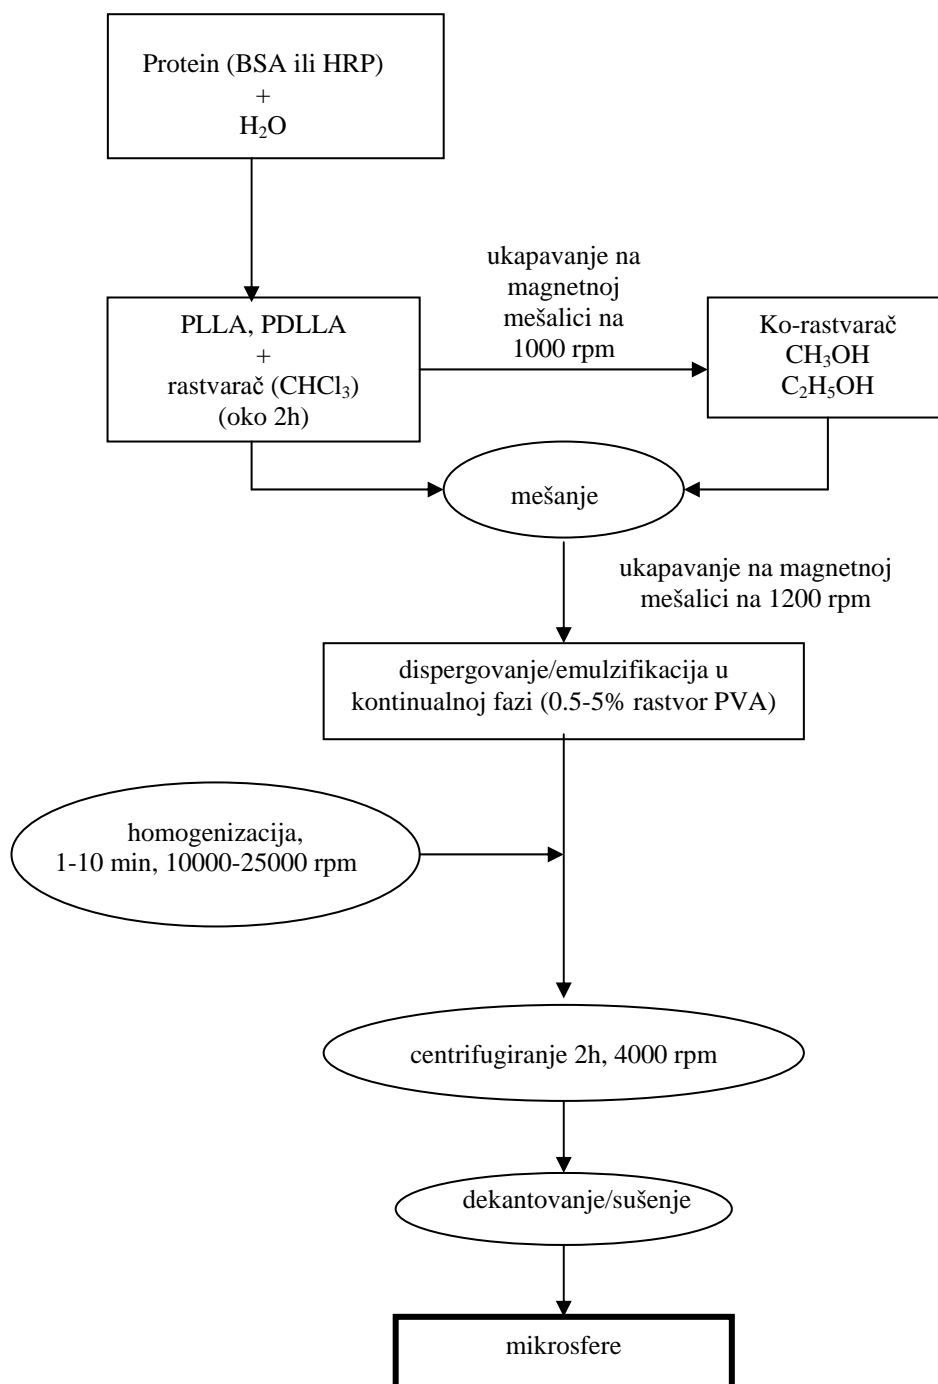 Protein (BSA ili HRP)
+
H₂O
ukapavanje na
magnetnoj
mešalici na
1000 rpm
PLLA, PDLLA
+
rastvarač (CHCl₃)
(oko 2h)
Ko-rastvarač
CH₃OH
C₂H₅OH
mešanje
ukapavanje na magnetnoj
mešalici na 1200 rpm
dispergovanje/emulzifikacija u
kontinualnoj fazi (0.5-5% rastvor PVA)
homogenizacija,
1-10 min, 10000-25000 rpm
centrifugiranje 2h, 4000 rpm
dekantovanje/sušenje
mikrosfere